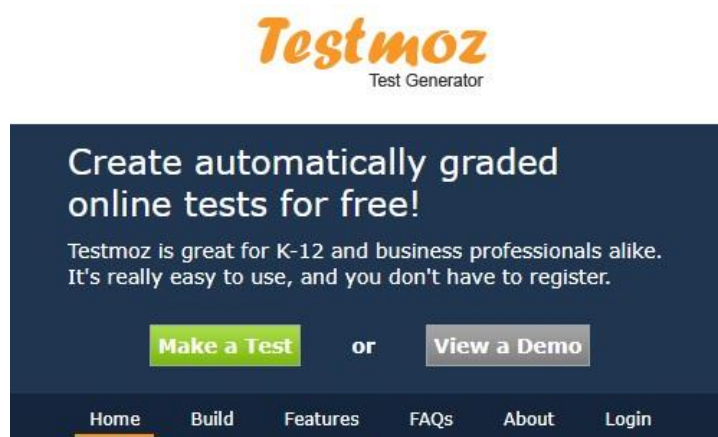 Testmoz
Test Generator
Create automatically graded
online tests for free!
Testmoz is great for K-12 and business professionals alike.
It's really easy to use, and you don't have to register.
Make a Test or View a Demo
Home Build Features FAQs About Login